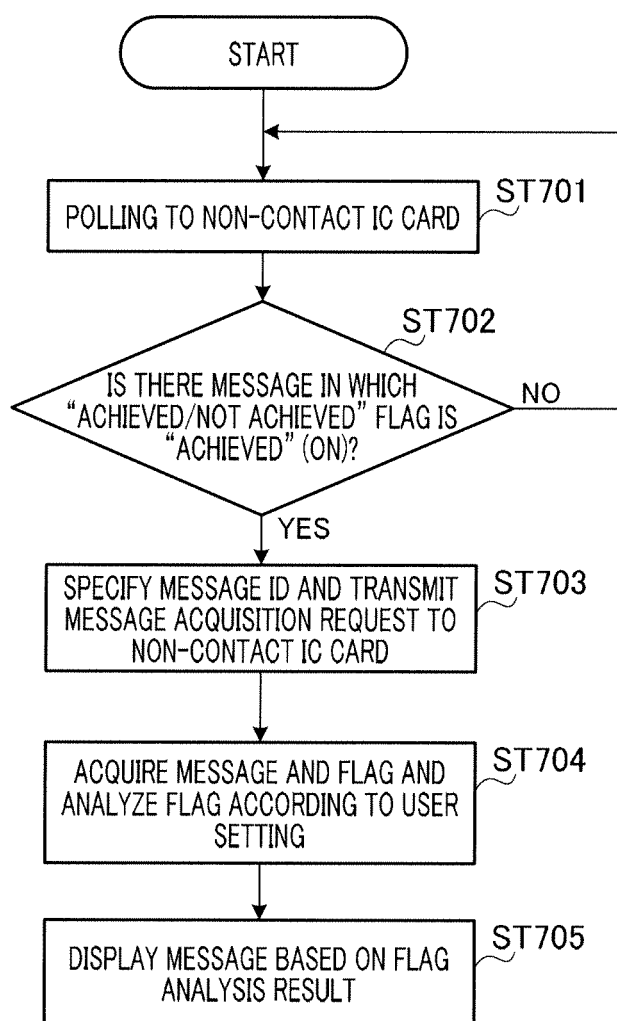 START
POLLING TO NON-CONTACT IC CARD
ST701
ST702
IS THERE MESSAGE IN WHICH
“ACHIEVED/NOT ACHIEVED” FLAG IS
“ACHIEVED” (ON)?
NO
YES
SPECIFY MESSAGE ID AND TRANSMIT
MESSAGE ACQUISITION REQUEST TO
NON-CONTACT IC CARD
ST703
ACQUIRE MESSAGE AND FLAG AND
ANALYZE FLAG ACCORDING TO USER
SETTING
ST704
DISPLAY MESSAGE BASED ON FLAG
ANALYSIS RESULT
ST705